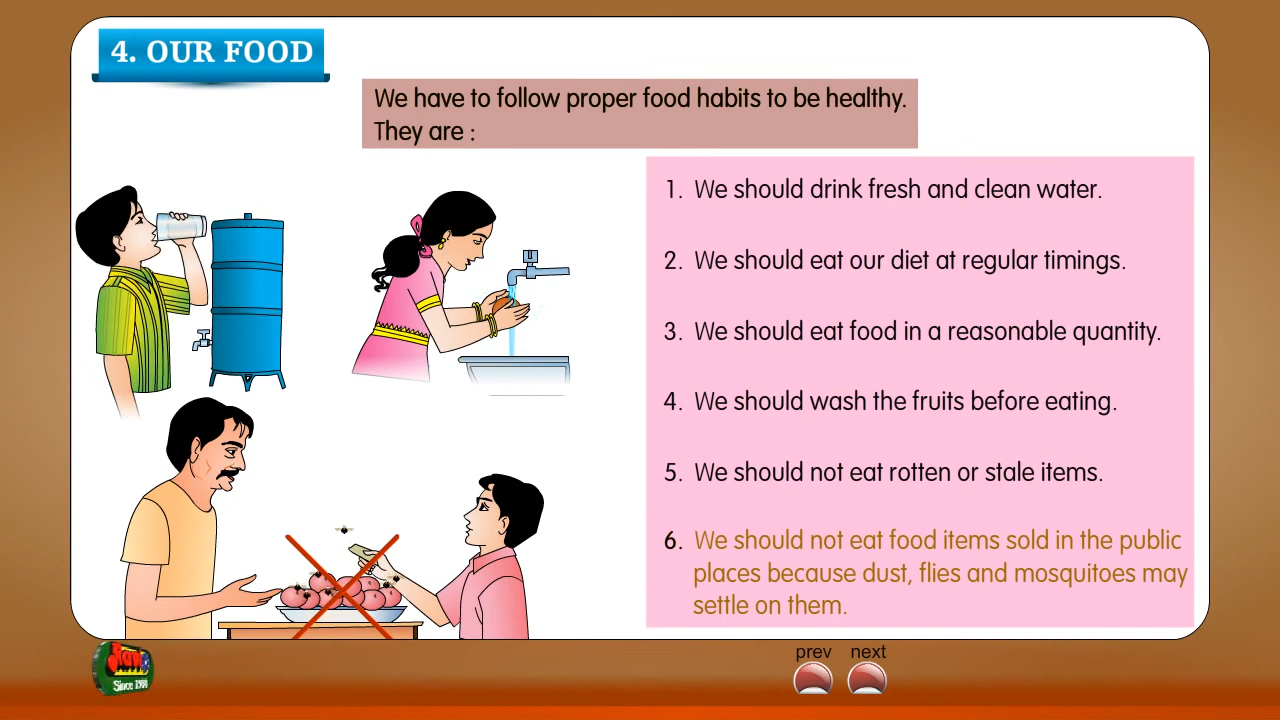 4. OUR FOOD
We have to follow proper food habits to be healthy.
They are :
1. We should drink fresh and clean water.
2. We should eat our diet at regular timings.
3. We should eat food in a reasonable quantity.
4. We should wash the fruits before eating.
5. We should not eat rotten or stale items.
6. We should not eat food items sold in the public
places because dust, flies and mosquitoes may
settle on them.
prev next
Since 1988